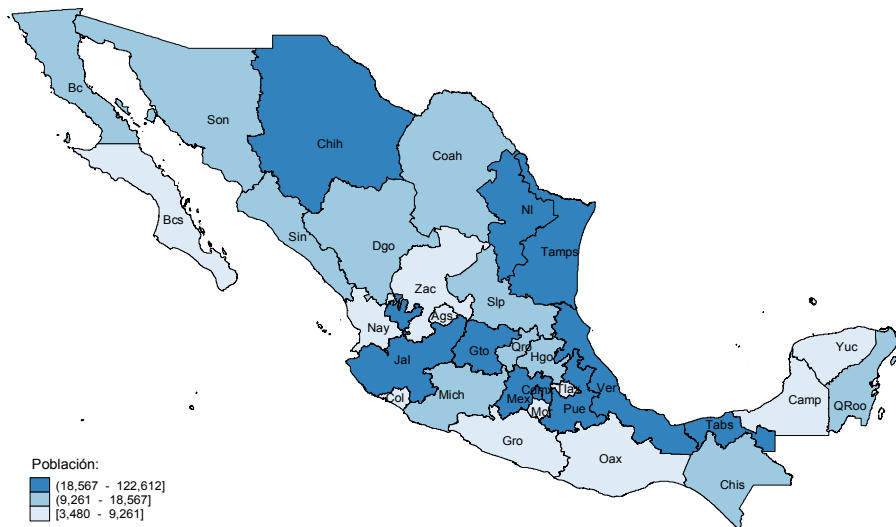 Bc
Son
Chih
Coah
Nl
Bcs
Sin
Dgo
Tamps
Zac
Slp
Nay
Ags
Jal
Gto
Qro
Hgo
Yuc
Col
Mich
Mex
Cdmx
Tlax
Mor
Pue
Ver
Camp
QRoo
Tabs
Gro
Oax
Chis
Población:
(18,567 - 122,612]
(9,261 - 18,567]
[3,480 - 9,261]